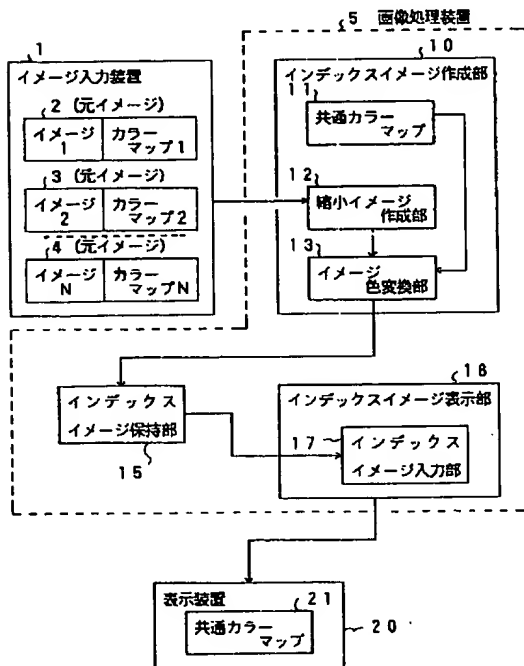 5 画像処理装置
1
イメージ入力装置
2 (元イメージ)
イメージ
1
カラー
マップ1
3 (元イメージ)
イメージ
2
カラー
マップ2
4 (元イメージ)
イメージ
N
カラー
マップN
10
インデックスイメージ作成部
11
共通カラー
マップ
12
縮小イメージ
作成部
13
イメージ
色変換部
インデックス
イメージ保持部
15
16
インデックスイメージ表示部
17
インデックス
イメージ入力部
表示装置
21
共通カラー
マップ
20